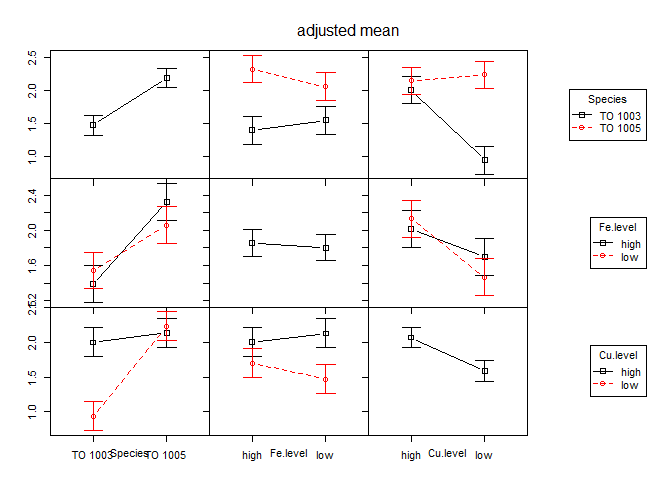 adjusted mean
2.5
2.0
1.5
1.0
Species
TO 1003
TO 1005
2.4
2.0
1.6
1.2
Fe.level
high
low
2.0
1.5
1.0
Cu.level
high
low
TO 1003 Species TO 1005 high Fe.level low high Cu.level low